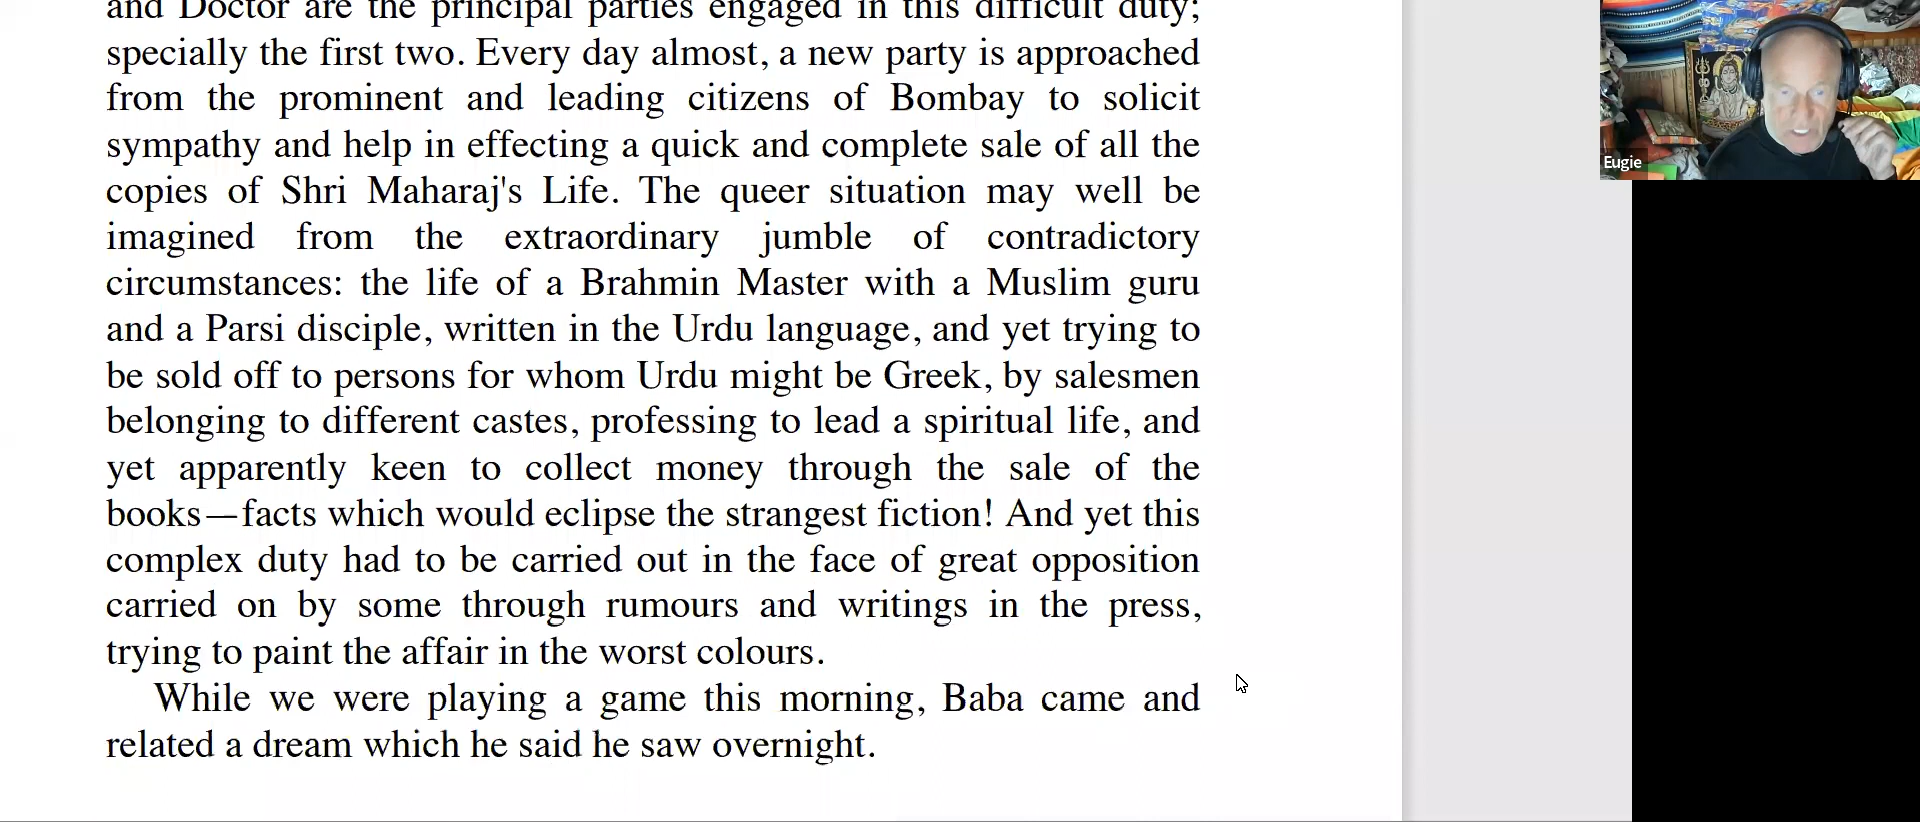 and Doctor are the principal parties engaged in this difficult duty;
specially the first two. Every day almost, a new party is approached
from the prominent and leading citizens of Bombay to solicit
sympathy and help in effecting a quick and complete sale of all the
copies of Shri Maharaj's Life. The queer situation may well be
imagined from the extraordinary jumble of contradictory
circumstances: the life of a Brahmin Master with a Muslim guru
and a Parsi disciple, written in the Urdu language, and yet trying to
be sold off to persons for whom Urdu might be Greek, by salesmen
belonging to different castes, professing to lead a spiritual life, and
yet apparently keen to collect money through the sale of the
books—facts which would eclipse the strangest fiction! And yet this
complex duty had to be carried out in the face of great opposition
carried on by some through rumours and writings in the press,
trying to paint the affair in the worst colours.
While we were playing a game this morning, Baba came and
related a dream which he said he saw overnight.
Eugie